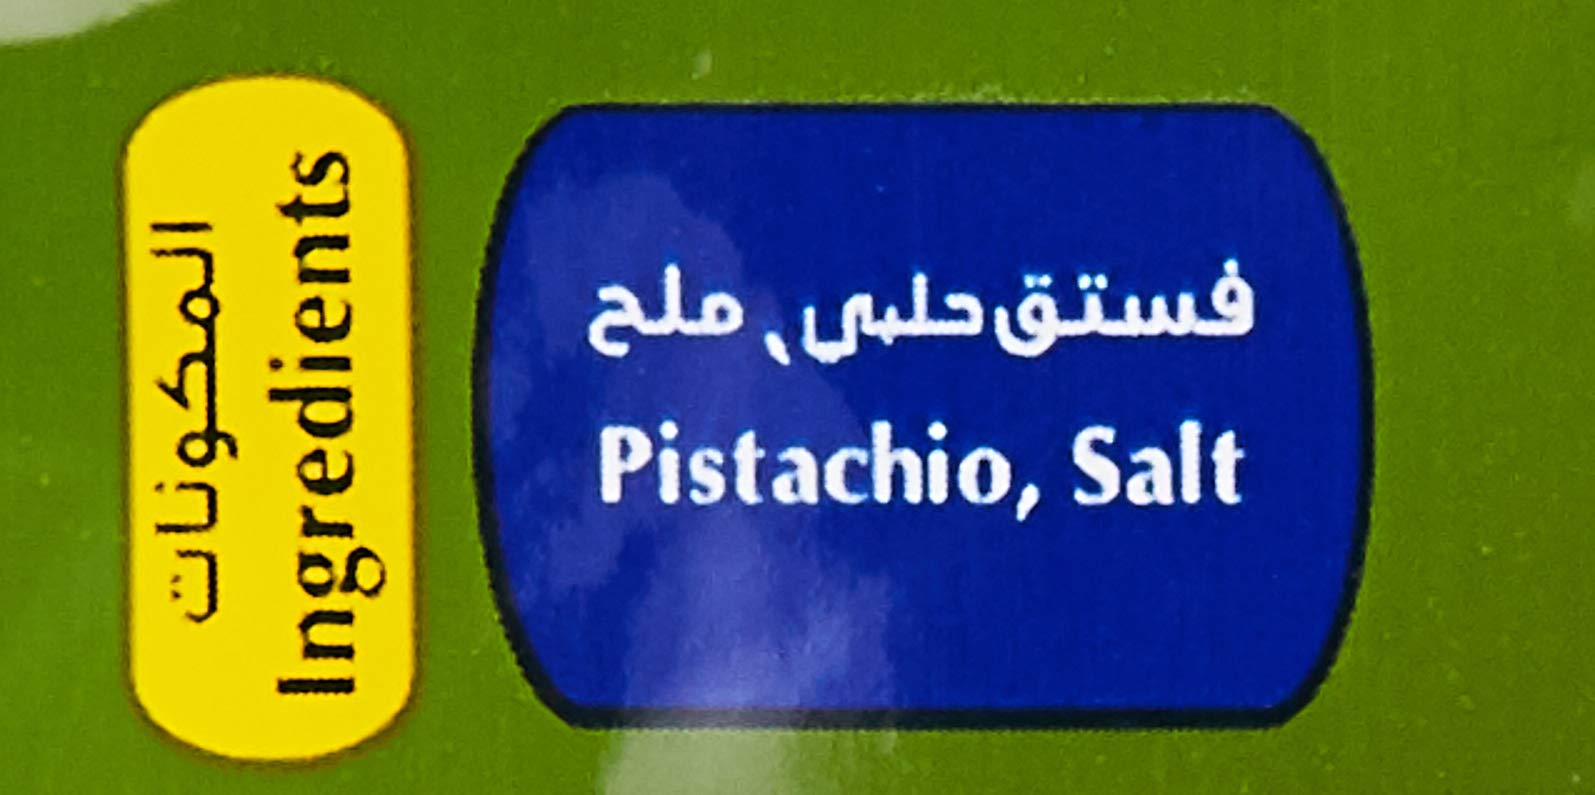 المكونات
Ingredients
فستق حلبي, ملح
Pistachio, Salt